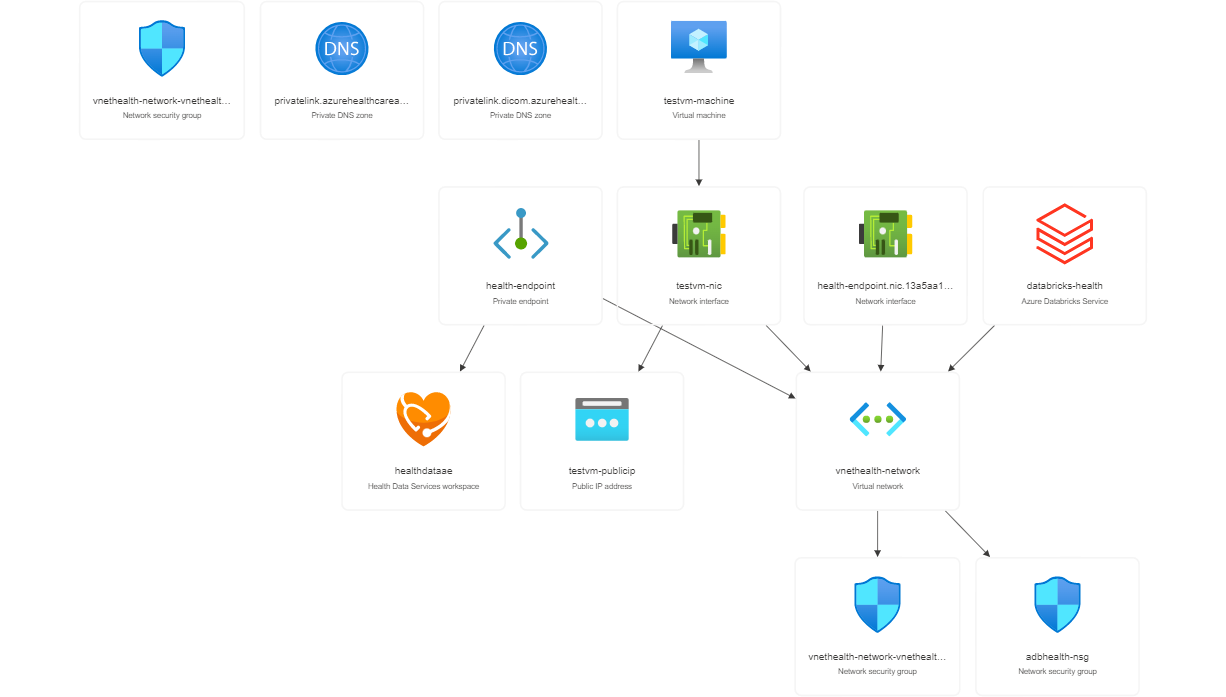 vnethealth-network-vnethealt...
Network security group
DNS
privatelink.azurehealthcarea...
Private DNS zone
DNS
privatelink.dicom.azurehealt...
Private DNS zone
testvm-machine
Virtual machine
health-endpoint
Private endpoint
testvm-nic
Network interface
health-endpoint.nic.13a5aa1...
Network interface
databricks-health
Azure Databricks Service
healthdataae
Health Data Services workspace
testvm-publicip
Public IP address
vnethealth-network
Virtual network
vnethealth-network-vnethealt...
Network security group
adbhealth-nsg
Network security group